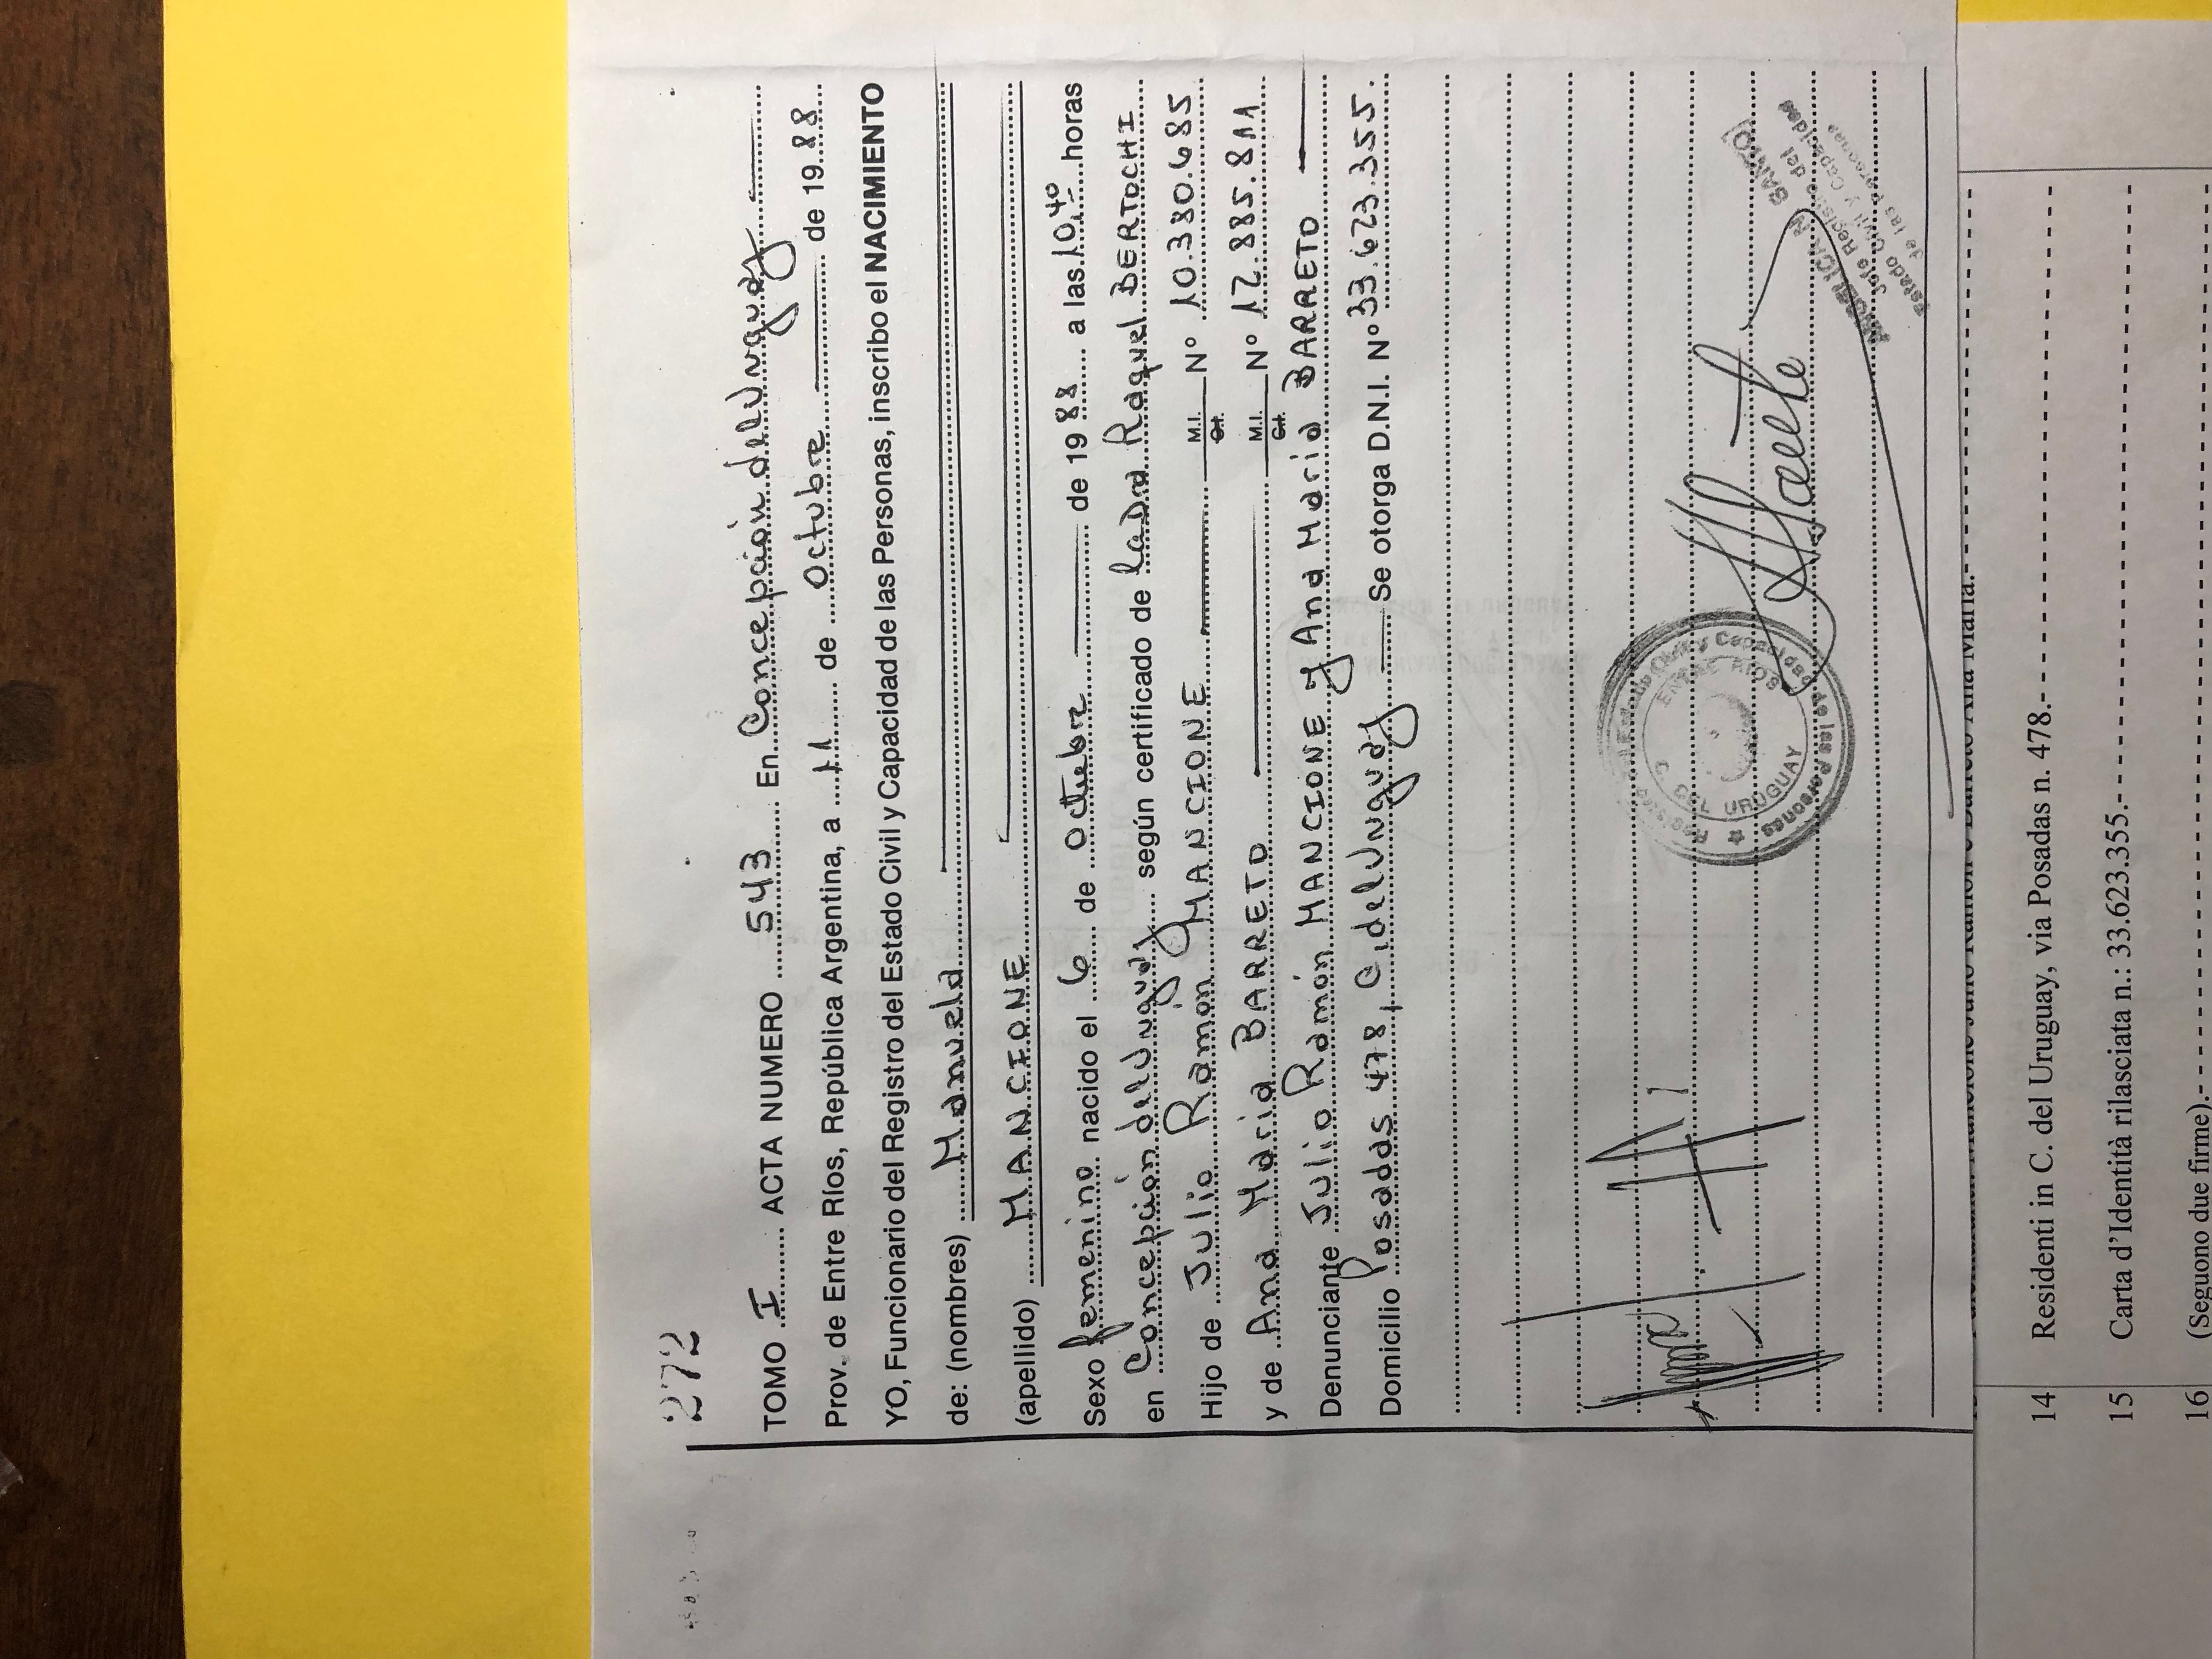 272
TOMO I ACTA NUMERO 543 En Concepción del Uruguay
Prov. de Entre Ríos, República Argentina, a 11 de Octubre de 1988
YO, Funcionario del Registro del Estado Civil y Capacidad de las Personas, inscribo el NACIMIENTO
de: (nombres) Manuela
(apellido) MANCIONE
Sexo femenino nacido el 6 de Octubre de 1988 a las 10,40 horas
en Concepción del Uruguay según certificado de la Dra Raquel BERTOCHI
Hijo de Julio Ramón MANCIONE M.I. C.I. Nº 10.380.685
y de Ana Maria BARRETO M.I. C.I. Nº 12.885.811
Denunciante Julio Ramón MANCIONE y Ana Maria BARRETO
Domicilio Posadas 478, C. del Uruguay Se otorga D.N.I. Nº 33.623.355.
Registro del Estado Civil y Capacidad de las Personas
C. DEL URUGUAY ENTRE RIOS
ANGELICA M. SANTO
Jefe Registro del
Estado Civil y Capacidad
de las Personas
Mancione Julio Ramon e Barreto Ana Maria.-
14 Residenti in C. del Uruguay, via Posadas n. 478.-
15 Carta d’Identità rilasciata n.: 33.623.355.-
16 (Seguono due firme).-